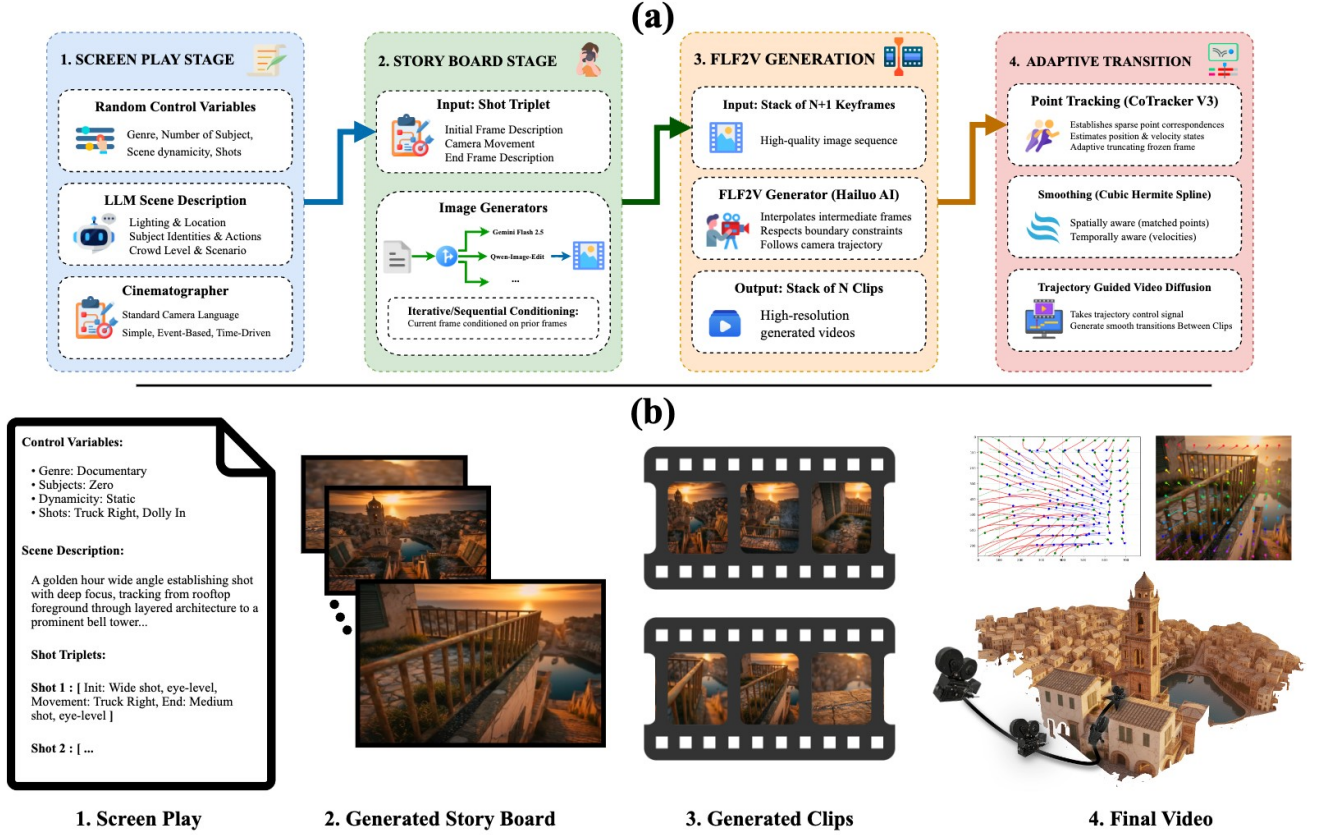 (a)
1. SCREEN PLAY STAGE
Random Control Variables
Genre, Number of Subject,
Scene dynamicity, Shots
LLM Scene Description
Lighting & Location
Subject Identities & Actions
Crowd Level & Scenario
Cinematographer
Standard Camera Language
Simple, Event-Based, Time-Driven
2. STORY BOARD STAGE
Input: Shot Triplet
Initial Frame Description
Camera Movement
End Frame Description
Image Generators
Gemini Flash 2.5
Qwen-Image-Edit
...
Iterative/Sequential Conditioning:
Current frame conditioned on prior frames
3. FLF2V GENERATION
Input: Stack of N+1 Keyframes
High-quality image sequence
FLF2V Generator (Hailuo AI)
Interpolates intermediate frames
Respects boundary constraints
Follows camera trajectory
Output: Stack of N Clips
High-resolution
generated videos
4. ADAPTIVE TRANSITION
Point Tracking (CoTracker V3)
Establishes sparse point correspondences
Estimates position & velocity states
Adaptive truncating frozen frame
Smoothing (Cubic Hermite Spline)
Spatially aware (matched points)
Temporally aware (velocities)
Trajectory Guided Video Diffusion
Takes trajectory control signal
Generate smooth transitions Between Clips
(b)
Control Variables:
• Genre: Documentary
• Subjects: Zero
• Dynamicity: Static
• Shots: Truck Right, Dolly In
Scene Description:
A golden hour wide angle establishing shot
with deep focus, tracking from rooftop
foreground through layered architecture to a
prominent bell tower...
Shot Triplets:
Shot 1 : [ Init: Wide shot, eye-level,
Movement: Truck Right, End: Medium
shot, eye-level ]
Shot 2 : [ ...
1. Screen Play
2. Generated Story Board
3. Generated Clips
4. Final Video